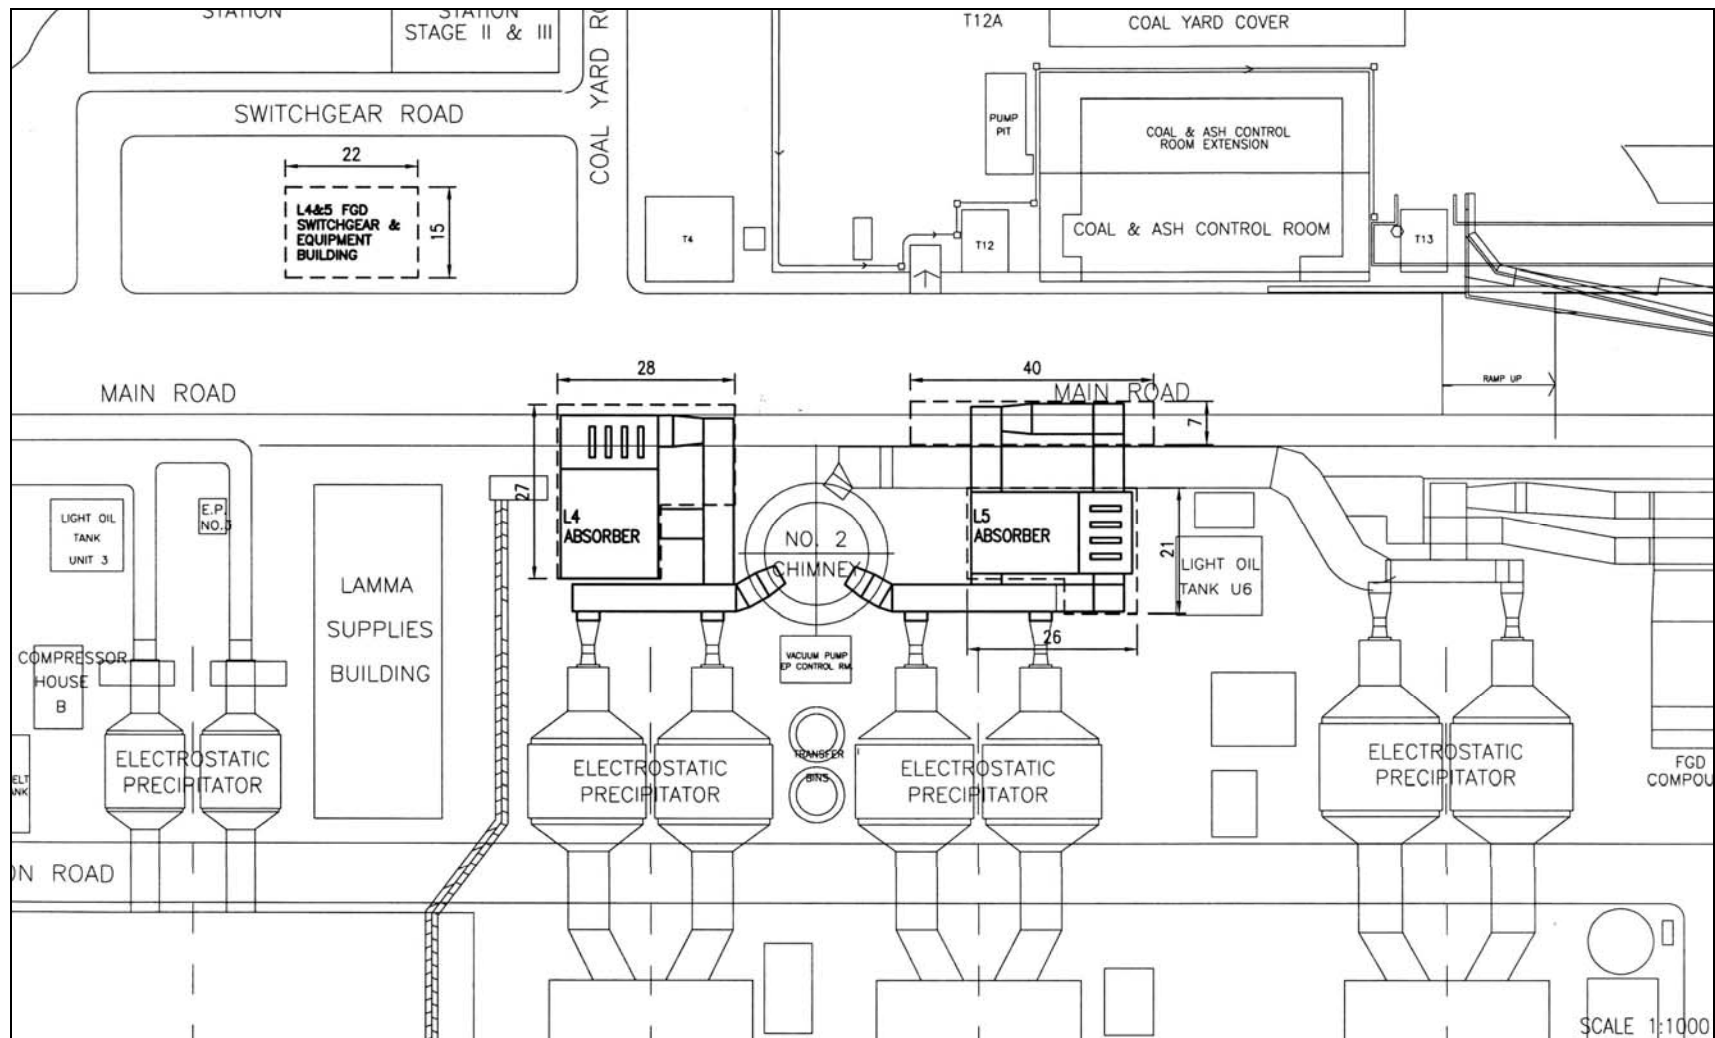 STATION
STATION
STAGE II & III
T12A
COAL YARD COVER
SWITCHGEAR ROAD
COAL YARD
PUMP
PIT
COAL & ASH CONTROL
ROOM EXTENSION
22
L4&5 FGD
SWITCHGEAR &
EQUIPMENT
BUILDING
15
T4
T12
COAL & ASH CONTROL ROOM
T13
MAIN ROAD
28
40
MAIN ROAD
RAMP UP
7
27
LIGHT OIL
TANK
UNIT 3
E.P.
NO.3
L4
ABSORBER
NO. 2
CHIMNEY
L5
ABSORBER
21
LIGHT OIL
TANK U6
LAMMA
SUPPLIES
BUILDING
26
COMPRESSOR
HOUSE
B
VACUUM PUMP
EP CONTROL RM.
ELECTROSTATIC
PRECIPITATOR
ELECTROSTATIC
PRECIPITATOR
TRANSFER
BINS
ELECTROSTATIC
PRECIPITATOR
ELECTROSTATIC
PRECIPITATOR
FGD
ROAD
SCALE 1:1000